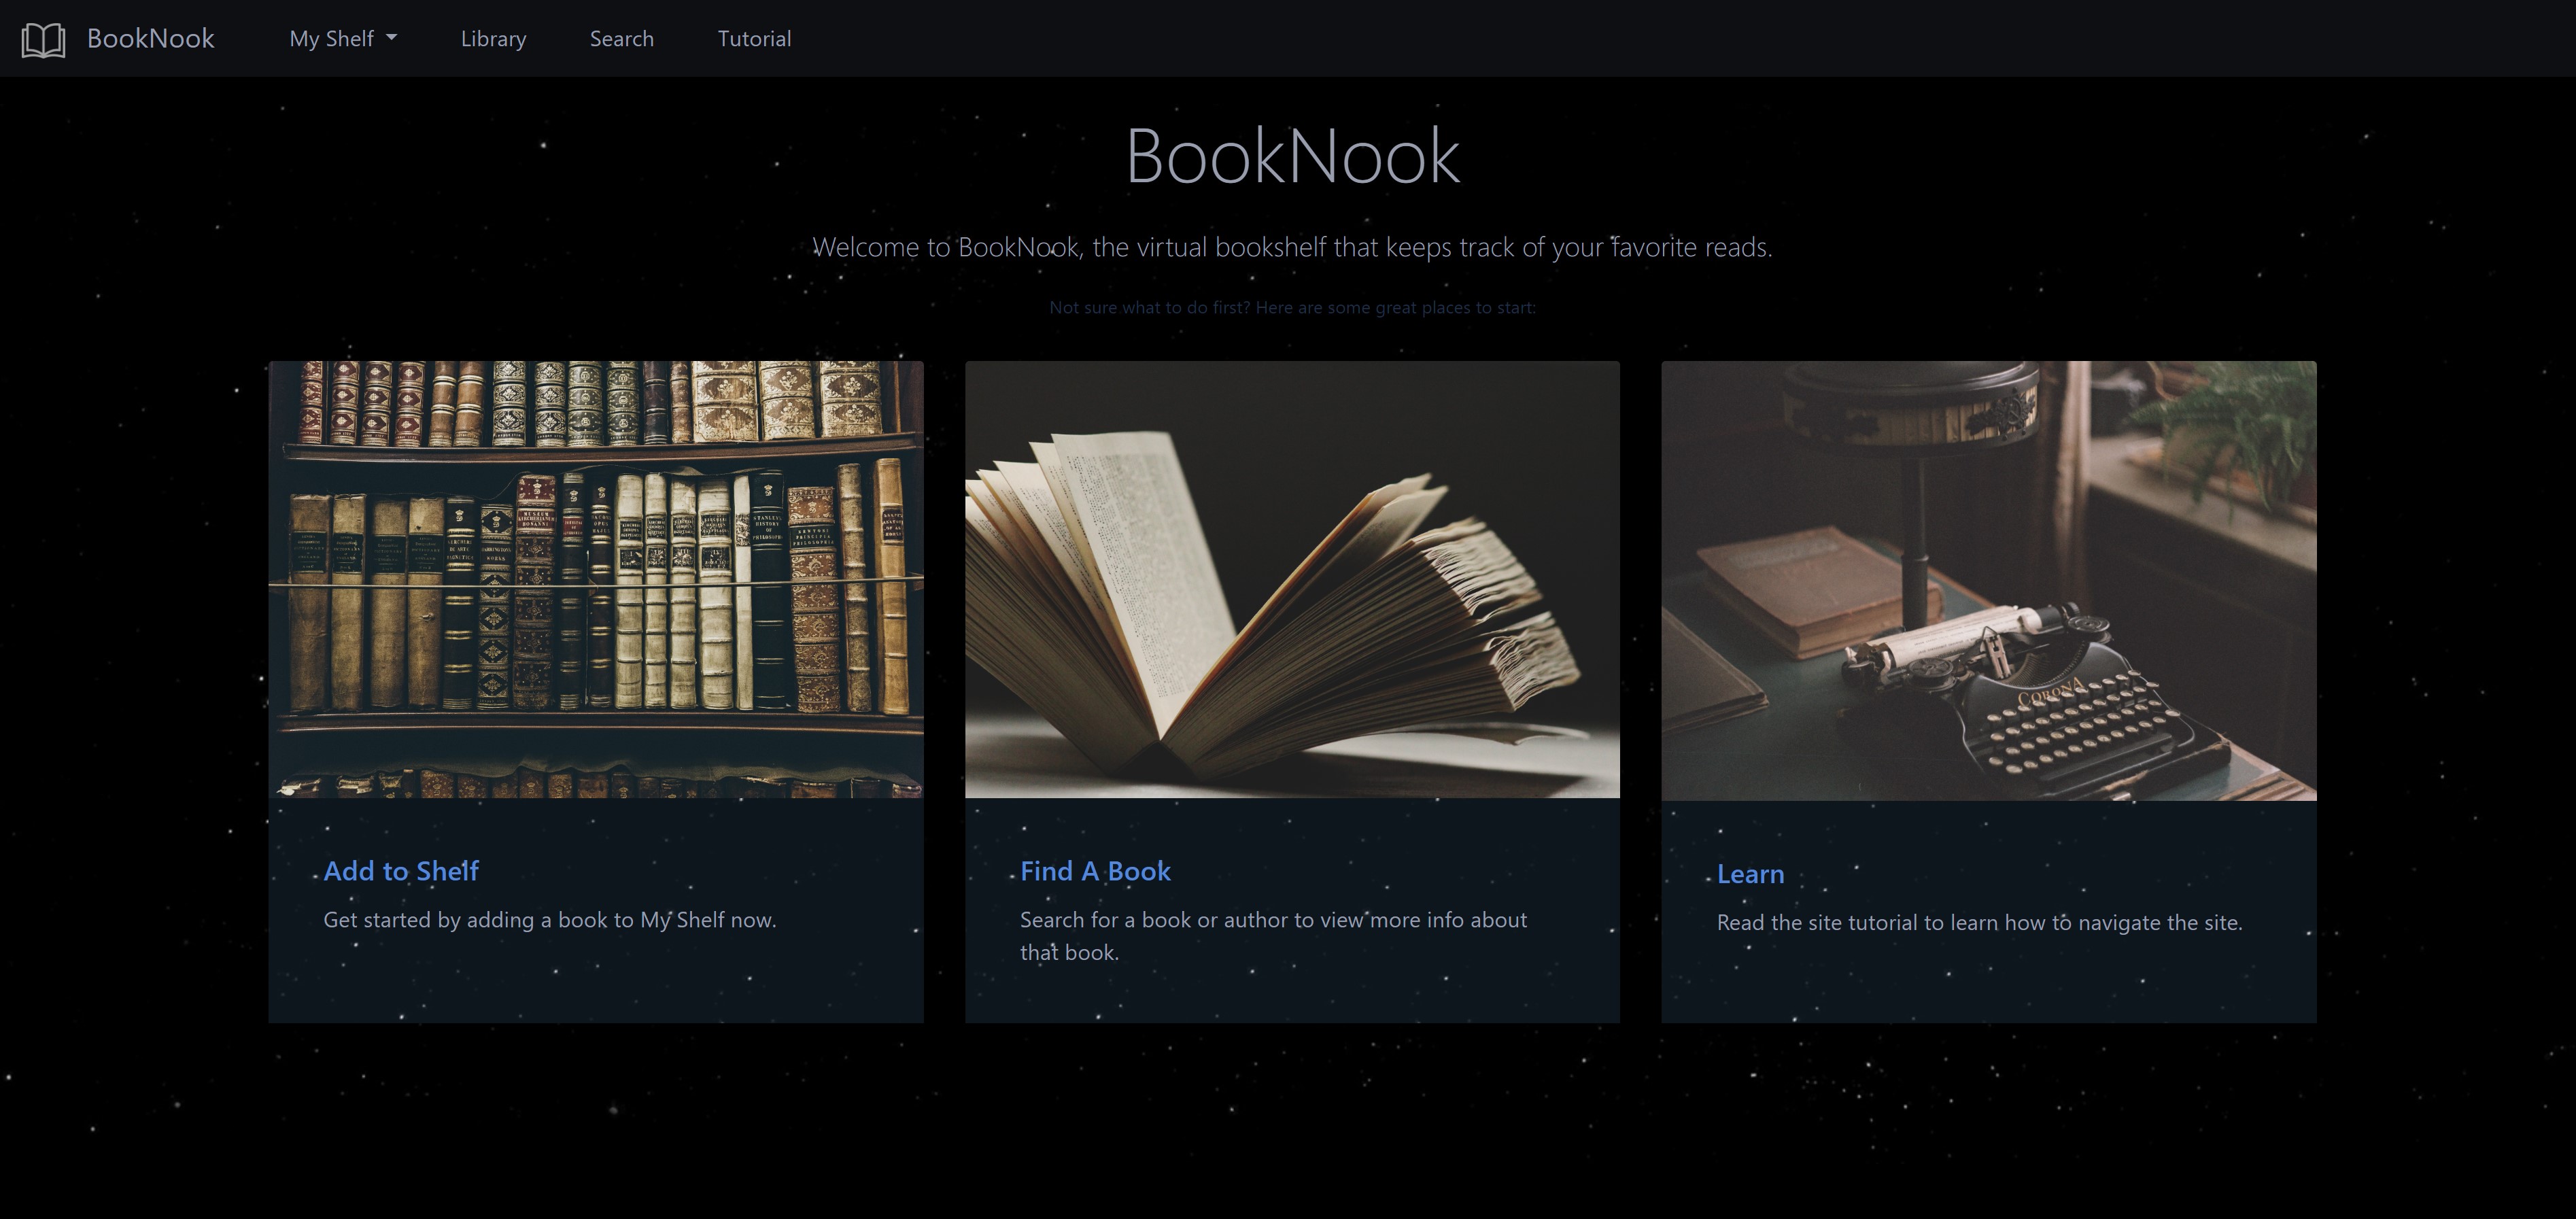 BookNook
My Shelf
Library
Search
Tutorial
BookNook
Welcome to BookNook, the virtual bookshelf that keeps track of your favorite reads.
Not sure what to do first? Here are some great places to start:
CORONA
Add to Shelf
Get started by adding a book to My Shelf now.
Find A Book
Search for a book or author to view more info about
that book.
Learn
Read the site tutorial to learn how to navigate the site.